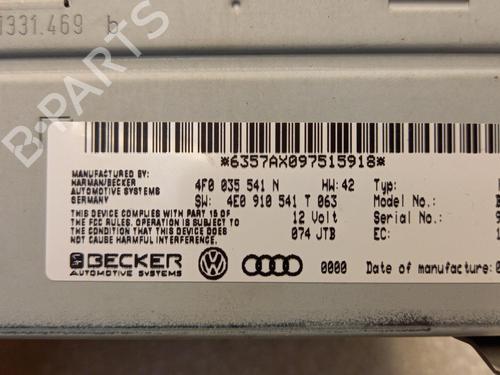 1331.469 b
B-PARTS
*6357AX097515918*
MANUFACTURED BY:
HARMAN/BECKER
AUTOMOTIVE SYSTEMS
GERMANY
4F0 035 541 N HW: 42 Typ:
SW: 4E0 910 541 T 063 Model No.
THIS DEVICE COMPLIES WITH PART 15 OF
THE FCC RULES. OPERATION IS SUBJECT TO
THE CONDITION THAT THIS DEVICE DOES
NOT CAUSE HARMFUL INTERFERENCE.
12 Volt Model No.
074 JTB EC:
BECKER
AUTOMOTIVE SYSTEMS
0000 Date of manufacture: